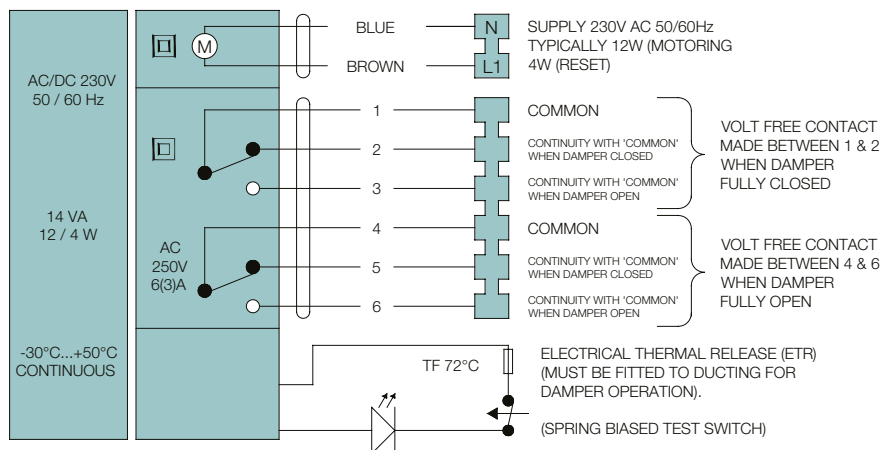 AC/DC 230V
50 / 60 Hz
14 VA
12 / 4 W
-30°C...+50°C
CONTINUOUS
M
AC
250V
6(3)A
BLUE
BROWN
N
L1
SUPPLY 230V AC 50/60Hz
TYPICALLY 12W (MOTORING
4W (RESET)
1
COMMON
2
CONTINUITY WITH 'COMMON'
WHEN DAMPER CLOSED
3
CONTINUITY WITH 'COMMON'
WHEN DAMPER OPEN
VOLT FREE CONTACT
MADE BETWEEN 1 & 2
WHEN DAMPER
FULLY CLOSED
4
COMMON
5
CONTINUITY WITH 'COMMON'
WHEN DAMPER CLOSED
6
CONTINUITY WITH 'COMMON'
WHEN DAMPER OPEN
VOLT FREE CONTACT
MADE BETWEEN 4 & 6
WHEN DAMPER
FULLY OPEN
TF 72°C
ELECTRICAL THERMAL RELEASE (ETR)
(MUST BE FITTED TO DUCTING FOR
DAMPER OPERATION).
(SPRING BIASED TEST SWITCH)